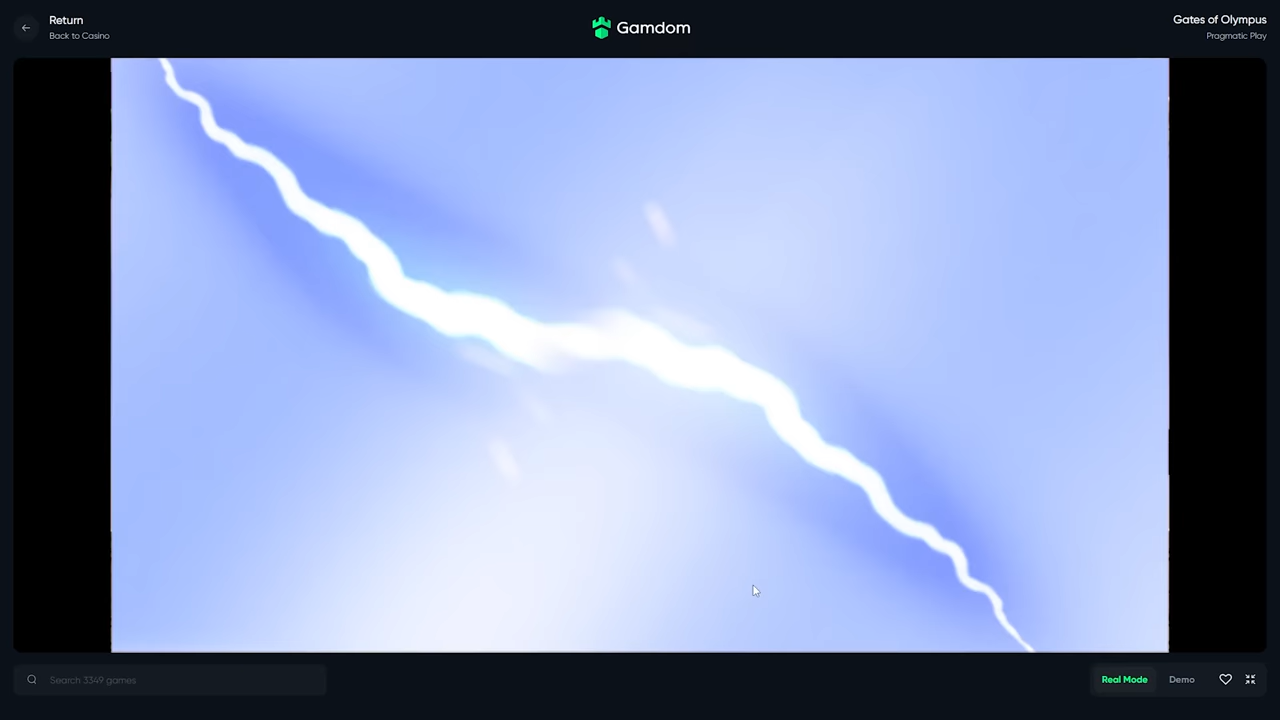 Return
Back to Casino
Gamdom
Gates of Olympus
Pragmatic Play
Search 3349 games
Real Mode
Demo